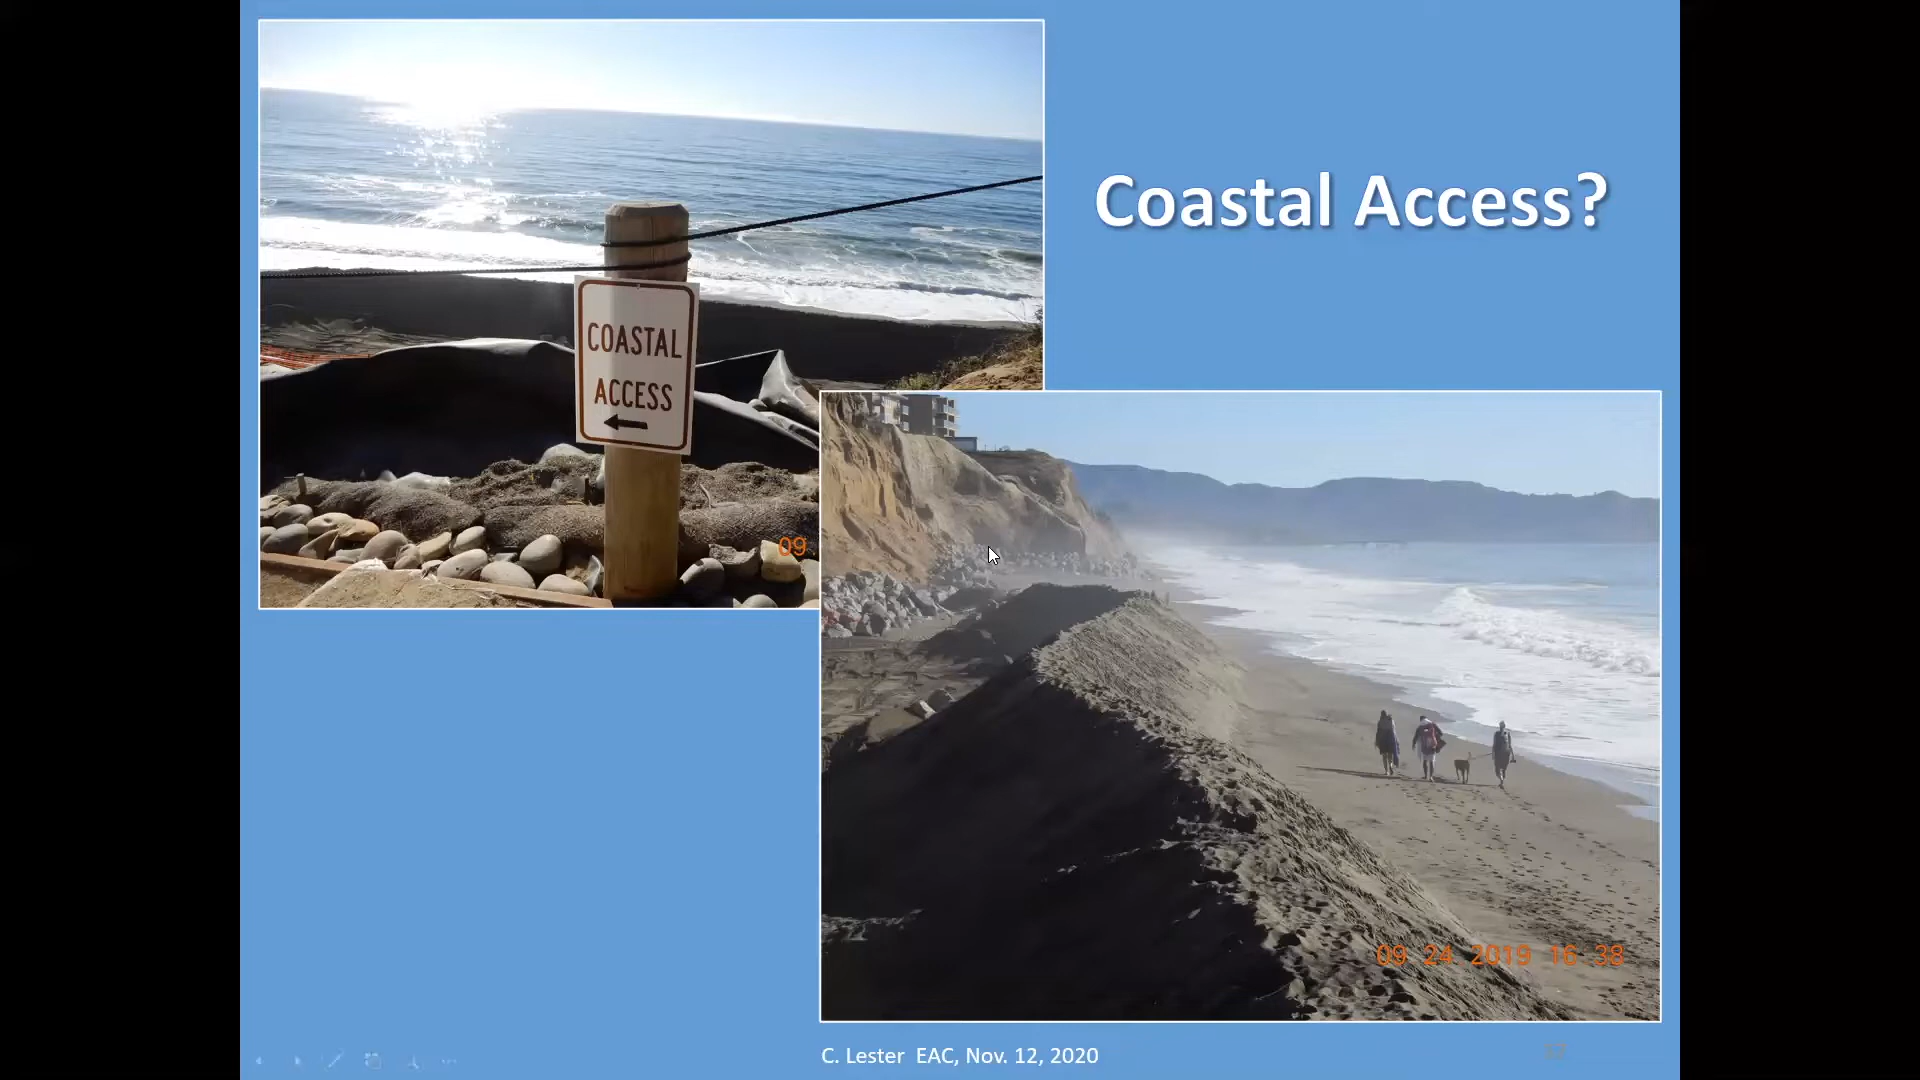 Coastal Access?
COASTAL
ACCESS
09
09 24 2019 16:38
C. Lester EAC, Nov. 12, 2020